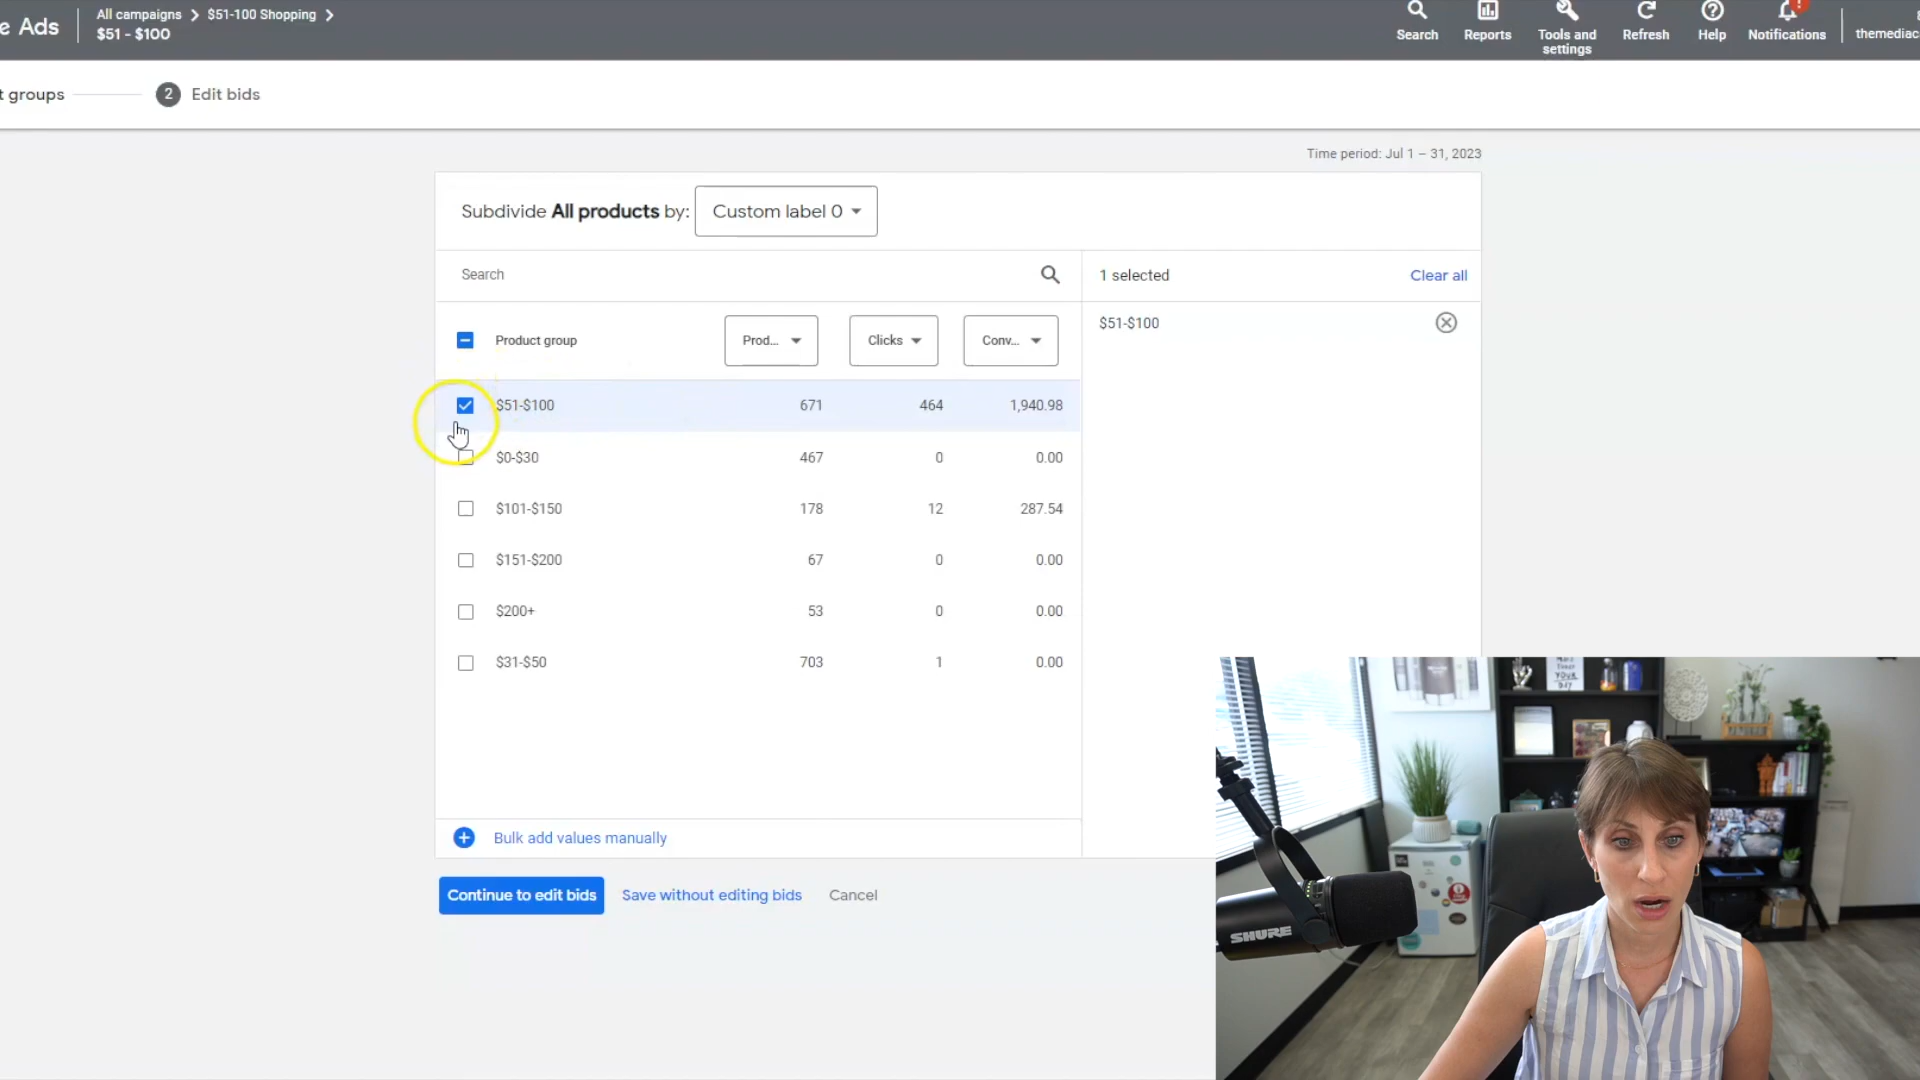 e Ads
All campaigns > $51-100 Shopping >
$51 - $100
Search
Reports
Tools and
settings
Refresh
Help
Notifications
themediac
t groups
2 Edit bids
Time period: Jul 1 – 31, 2023
Subdivide All products by: Custom label 0
Search
1 selected
Clear all
Product group Prod... Clicks Conv...
$51-$100
$51-$100 671 464 1,940.98
$0-$30 467 0 0.00
$101-$150 178 12 287.54
$151-$200 67 0 0.00
$200+ 53 0 0.00
$31-$50 703 1 0.00
Bulk add values manually
Continue to edit bids
Save without editing bids
Cancel
SHURE